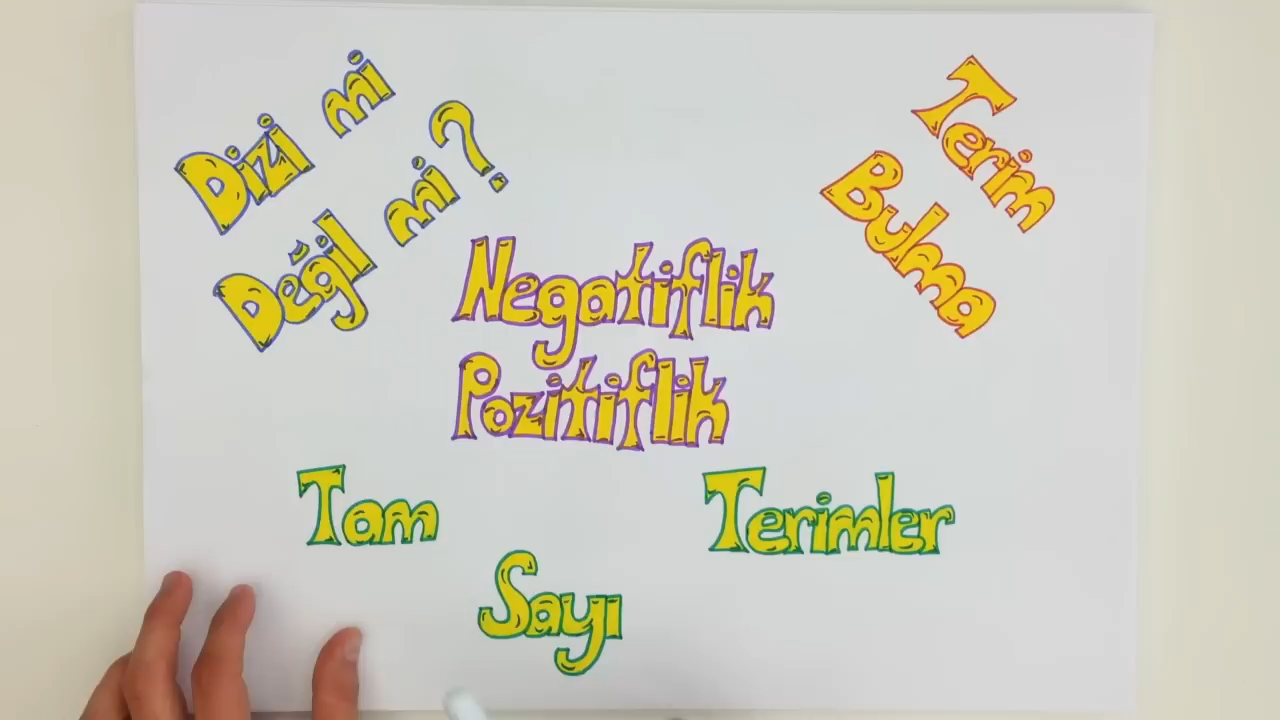 Dizi mi
Değil mi?
Terim
Bulma
Negatiflik
Pozitiflik
Tam
Terimler
Sayı